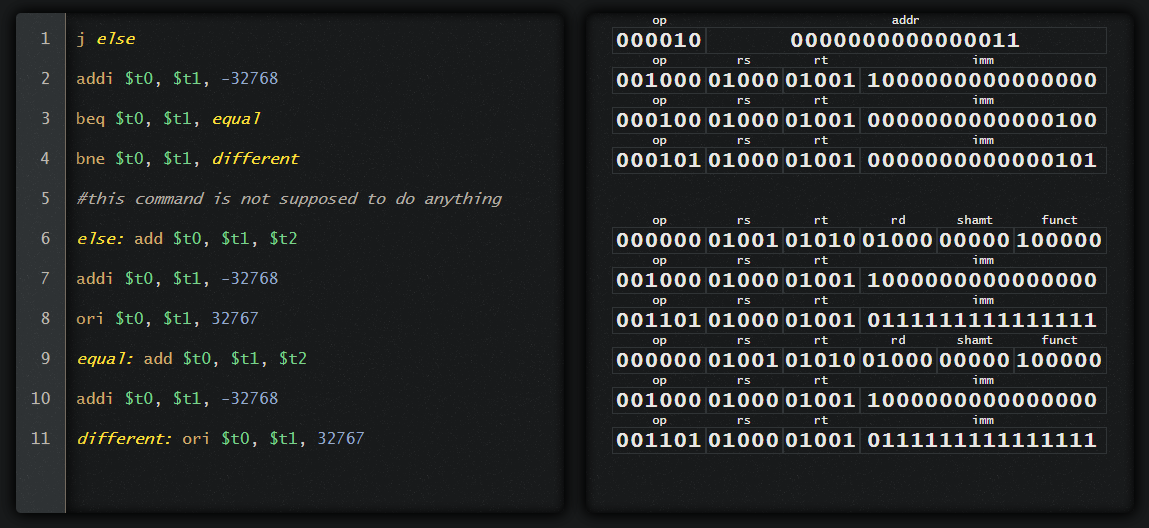 1 j else
2 addi $t0, $t1, -32768
3 beq $t0, $t1, equal
4 bne $t0, $t1, different
5 #this command is not supposed to do anything
6 else: add $t0, $t1, $t2
7 addi $t0, $t1, -32768
8 ori $t0, $t1, 32767
9 equal: add $t0, $t1, $t2
10 addi $t0, $t1, -32768
11 different: ori $t0, $t1, 32767
op addr
000010 0000000000000011
op rs rt imm
001000 01000 01001 1000000000000000
op rs rt imm
000100 01000 01001 0000000000000100
op rs rt imm
000101 01000 01001 0000000000000101
op rs rt rd shamt funct
000000 01001 01010 01000 00000 100000
op rs rt imm
001000 01000 01001 1000000000000000
op rs rt imm
001101 01000 01001 0111111111111111
op rs rt rd shamt funct
000000 01001 01010 01000 00000 100000
op rs rt imm
001000 01000 01001 1000000000000000
op rs rt imm
001101 01000 01001 0111111111111111